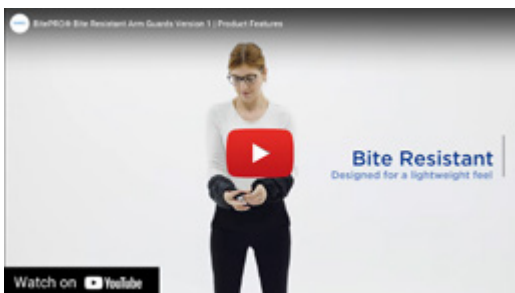 BitePRO® Bite Resistant Arm Guards Version 1 | Product Features
Bite Resistant
Designed for a lightweight feel
Watch on YouTube